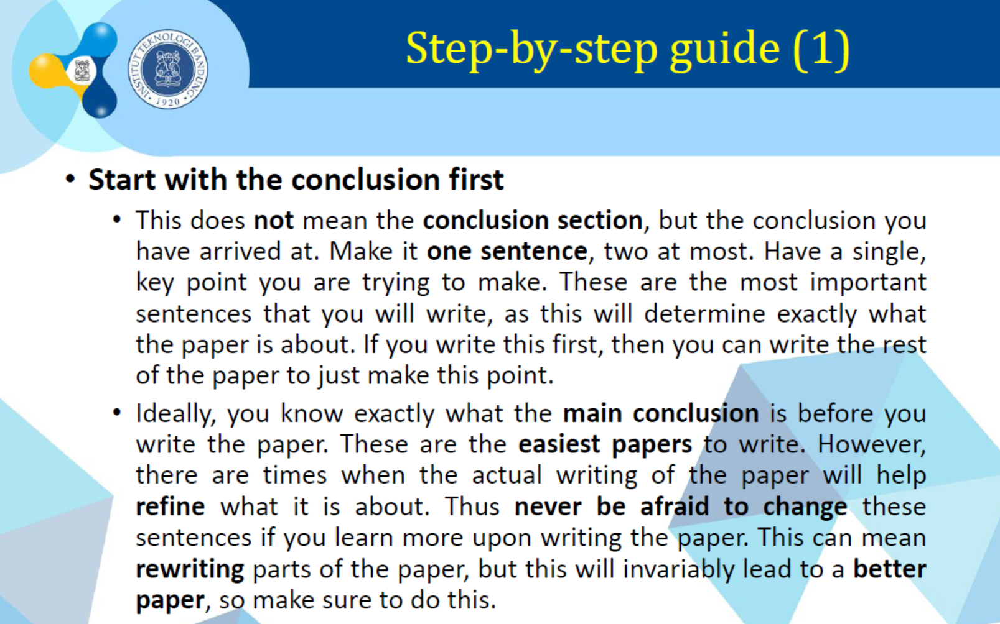 INSTITUT TEKNOLOGI BANDUNG
1920
Step-by-step guide (1)
• Start with the conclusion first
• This does not mean the conclusion section, but the conclusion you
have arrived at. Make it one sentence, two at most. Have a single,
key point you are trying to make. These are the most important
sentences that you will write, as this will determine exactly what
the paper is about. If you write this first, then you can write the rest
of the paper to just make this point.
• Ideally, you know exactly what the main conclusion is before you
write the paper. These are the easiest papers to write. However,
there are times when the actual writing of the paper will help
refine what it is about. Thus never be afraid to change these
sentences if you learn more upon writing the paper. This can mean
rewriting parts of the paper, but this will invariably lead to a better
paper, so make sure to do this.